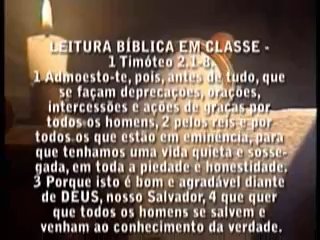 LEITURA BÍBLICA EM CLASSE -
1 Timóteo 2.1-8.
1 Admoesto-te, pois, antes de tudo, que
se façam deprecações, orações,
intercessões e ações de graças por
todos os homens, 2 pelos reis e por
todos os que estão em eminência, para
que tenhamos uma vida quieta e sosse-
gada, em toda a piedade e honestidade.
3 Porque isto é bom e agradável diante
de DEUS, nosso Salvador, 4 que quer
que todos os homens se salvem e
venham ao conhecimento da verdade.